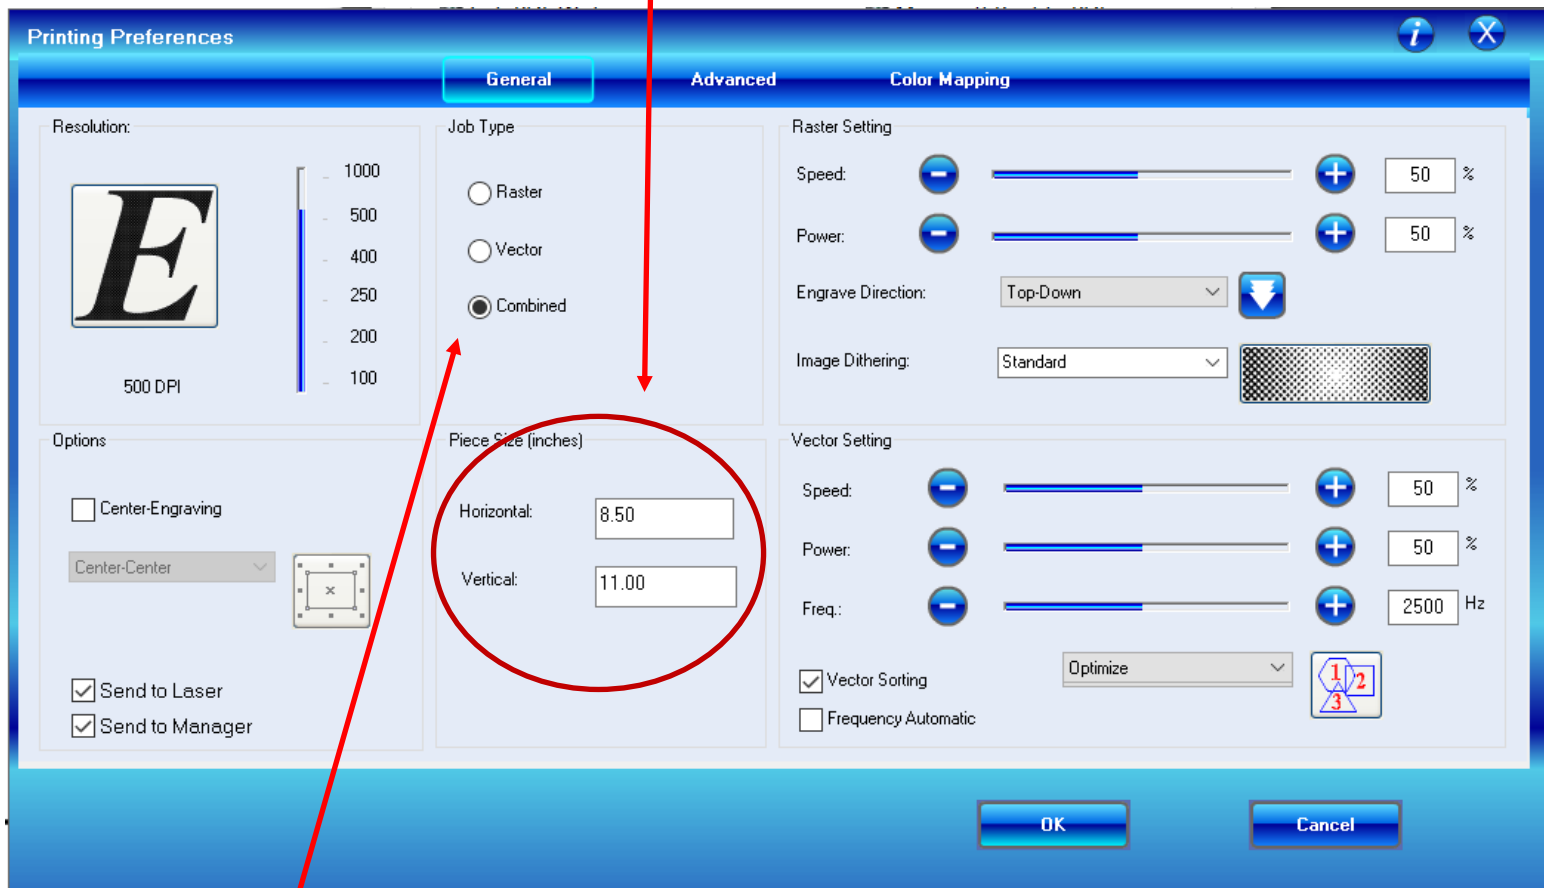 Printing Preferences
i X
General Advanced Color Mapping
Resolution:
1000
500
400
250
200
100
E
500 DPI
Job Type
Raster
Vector
Combined
Raster Setting
Speed: 50 %
Power: 50 %
Engrave Direction: Top-Down
Image Dithering: Standard
Options
Center-Engraving
Center-Center
x
Send to Laser
Send to Manager
Piece Size (inches)
Horizontal: 8.50
Vertical: 11.00
Vector Setting
Speed: 50 %
Power: 50 %
Freq.: 2500 Hz
Vector Sorting
Optimize
1 2
3
Frequency Automatic
OK Cancel